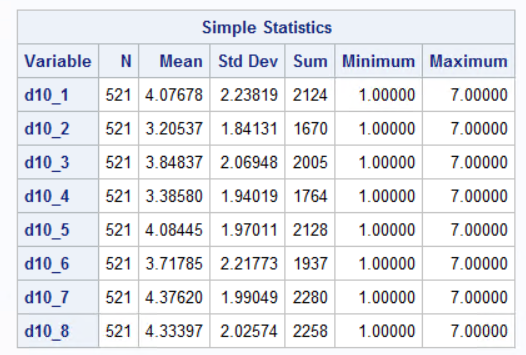 Simple Statistics
Variable N Mean Std Dev Sum Minimum Maximum
d10_1 521 4.07678 2.23819 2124 1.00000 7.00000
d10_2 521 3.20537 1.84131 1670 1.00000 7.00000
d10_3 521 3.84837 2.06948 2005 1.00000 7.00000
d10_4 521 3.38580 1.94019 1764 1.00000 7.00000
d10_5 521 4.08445 1.97011 2128 1.00000 7.00000
d10_6 521 3.71785 2.21773 1937 1.00000 7.00000
d10_7 521 4.37620 1.99049 2280 1.00000 7.00000
d10_8 521 4.33397 2.02574 2258 1.00000 7.00000